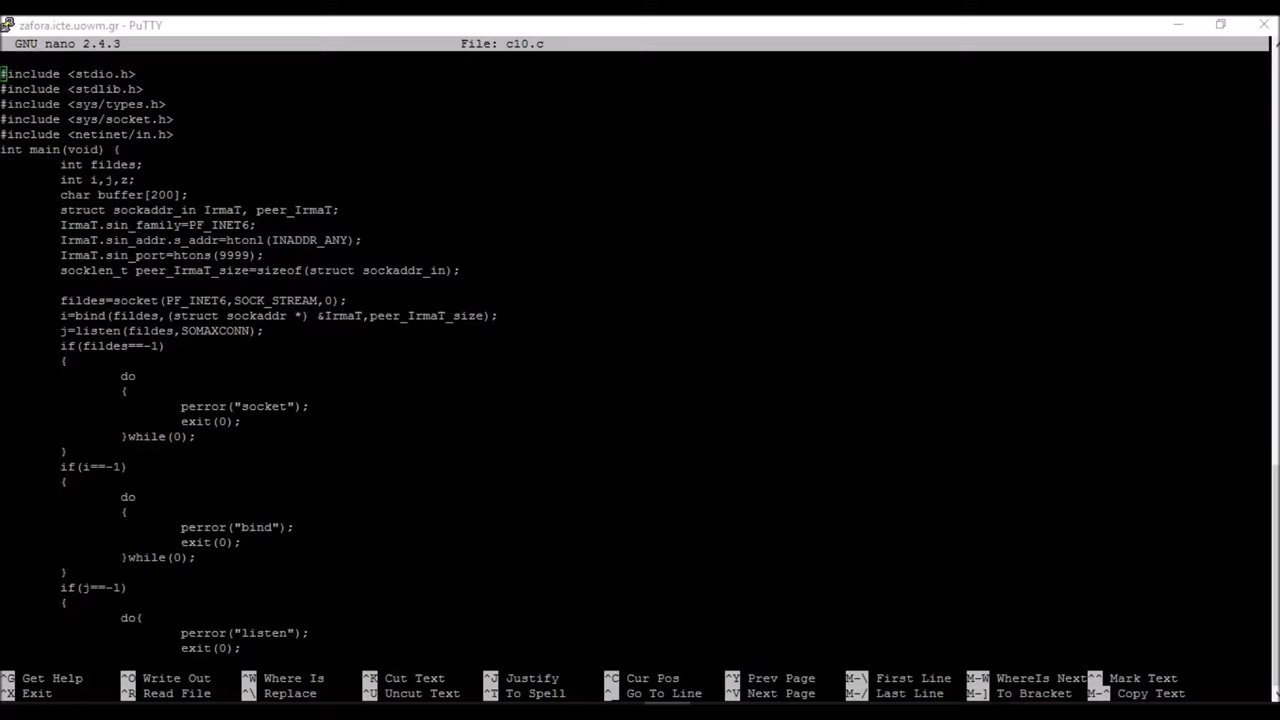 zafora.icte.uowm.gr - PuTTY
GNU nano 2.4.3 File: c10.c
#include <stdio.h>
#include <stdlib.h>
#include <sys/types.h>
#include <sys/socket.h>
#include <netinet/in.h>
int main(void) {
int fildes;
int i,j,z;
char buffer[200];
struct sockaddr_in IrmaT, peer_IrmaT;
IrmaT.sin_family=PF_INET6;
IrmaT.sin_addr.s_addr=htonl(INADDR_ANY);
IrmaT.sin_port=htons(9999);
socklen_t peer_IrmaT_size=sizeof(struct sockaddr_in);
fildes=socket(PF_INET6,SOCK_STREAM,0);
i=bind(fildes,(struct sockaddr *) &IrmaT,peer_IrmaT_size);
j=listen(fildes,SOMAXCONN);
if(fildes==-1)
{
do
{
perror("socket");
exit(0);
}while(0);
}
if(i==-1)
{
do
{
perror("bind");
exit(0);
}while(0);
}
if(j==-1)
{
do{
perror("listen");
exit(0);
^G Get Help ^O Write Out ^W Where Is ^K Cut Text ^J Justify ^C Cur Pos ^Y Prev Page M-\ First Line M-W WhereIs Next ^^ Mark Text
^X Exit ^R Read File ^\ Replace ^U Uncut Text ^T To Spell ^_ Go To Line ^V Next Page M-/ Last Line M-] To Bracket M-^ Copy Text